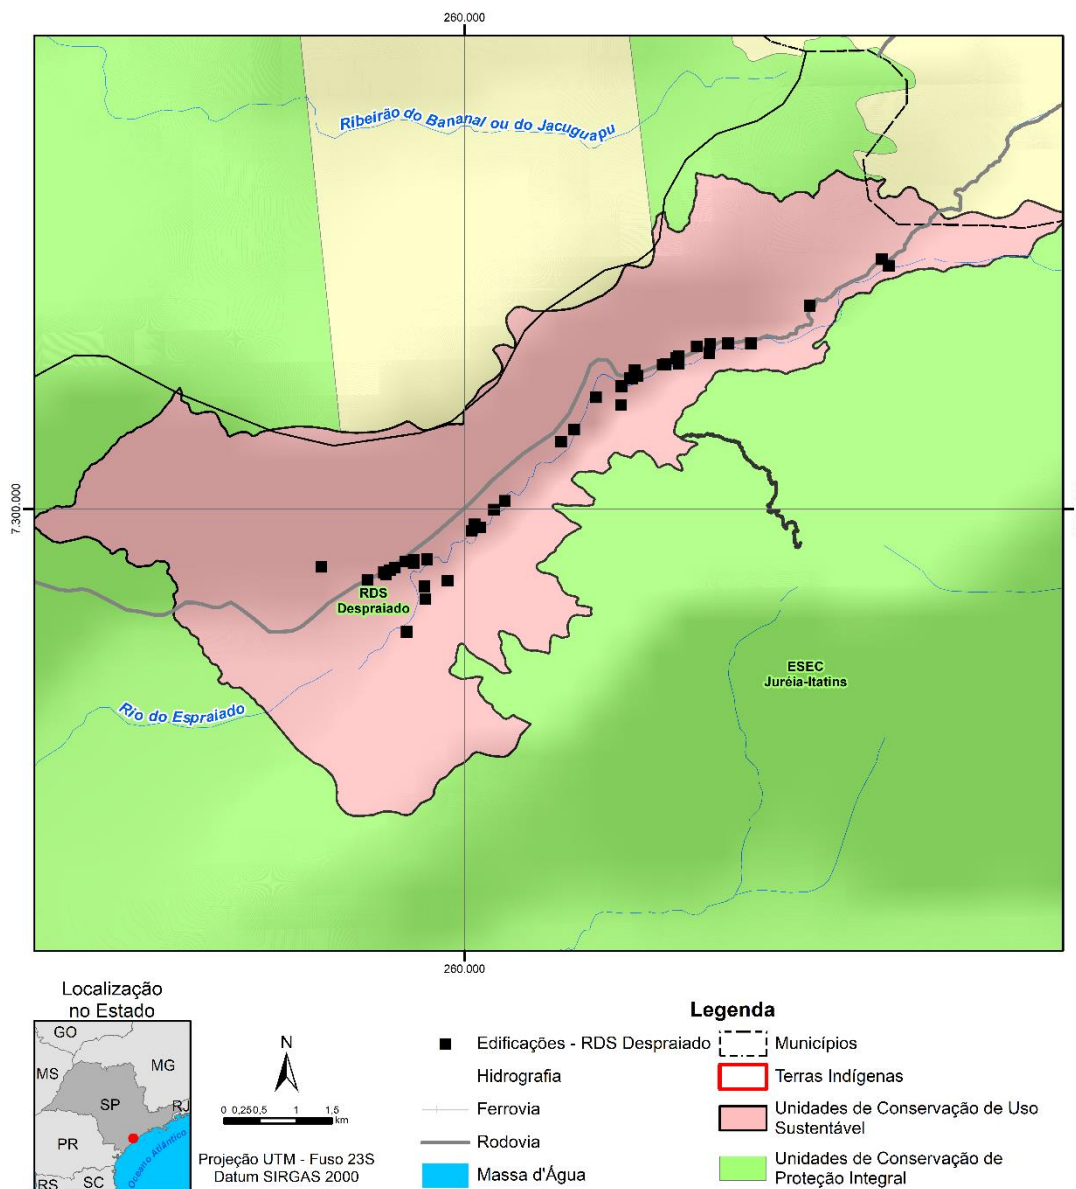 260.000
Ribeirão do Bananal ou do Jacuguapu
7.300.000
RDS
Despraiado
ESEC
Juréia-Itatins
Rio do Espraiado
260.000
Localização
no Estado
GO
MS
MG
SP
RJ
PR
SC
RS
Oceano Atlântico
N
0 0,250,5 1 1,5
km
Projeção UTM - Fuso 23S
Datum SIRGAS 2000
Legenda
Edificações - RDS Despraiado
Hidrografia
Ferrovia
Rodovia
Massa d'Água
Municípios
Terras Indígenas
Unidades de Conservação de Uso
Sustentável
Unidades de Conservação de
Proteção Integral